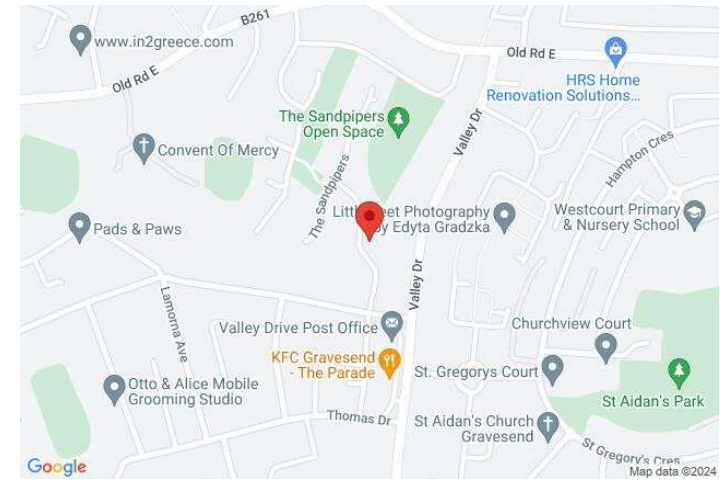 B261
www.in2greece.com
Old Rd E
Old Rd E
HRS Home
Renovation Solutions...
The Sandpipers
Open Space
Valley Dr
Convent Of Mercy
Hampton Cres
The Sandpipers
Photography
by Edyta Gradzka
Westcourt Primary
& Nursery School
Pads & Paws
Valley Dr
Lamorna Ave
Valley Drive Post Office
Churchview Court
KFC Gravesend
- The Parade
St. Gregorys Court
Otto & Alice Mobile
Grooming Studio
St Aidan's Park
Thomas Dr
St Aidan's Church
Gravesend
St Gregory's Cres
Google
Map data ©2024